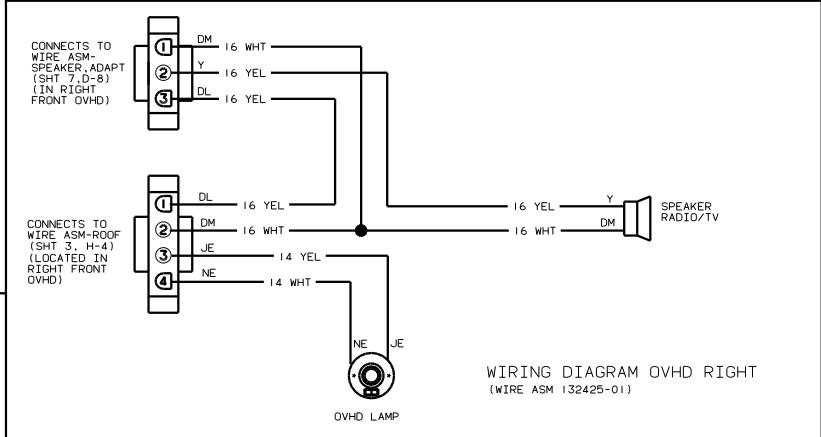 CONNECTS TO
WIRE ASM-
SPEAKER,ADAPT
(SHT 7,D-8)
(IN RIGHT
FRONT OVHD)
1 DM 16 WHT
2 Y 16 YEL
3 DL 16 YEL
CONNECTS TO
WIRE ASM-ROOF
(SHT 3, H-4)
(LOCATED IN
RIGHT FRONT
OVHD)
1 DL 16 YEL
2 DM 16 WHT
3 JE 14 YEL
4 NE 14 WHT
16 YEL Y
16 WHT DM
SPEAKER
RADIO/TV
NE JE
OVHD LAMP
WIRING DIAGRAM OVHD RIGHT
(WIRE ASM 132425-01)